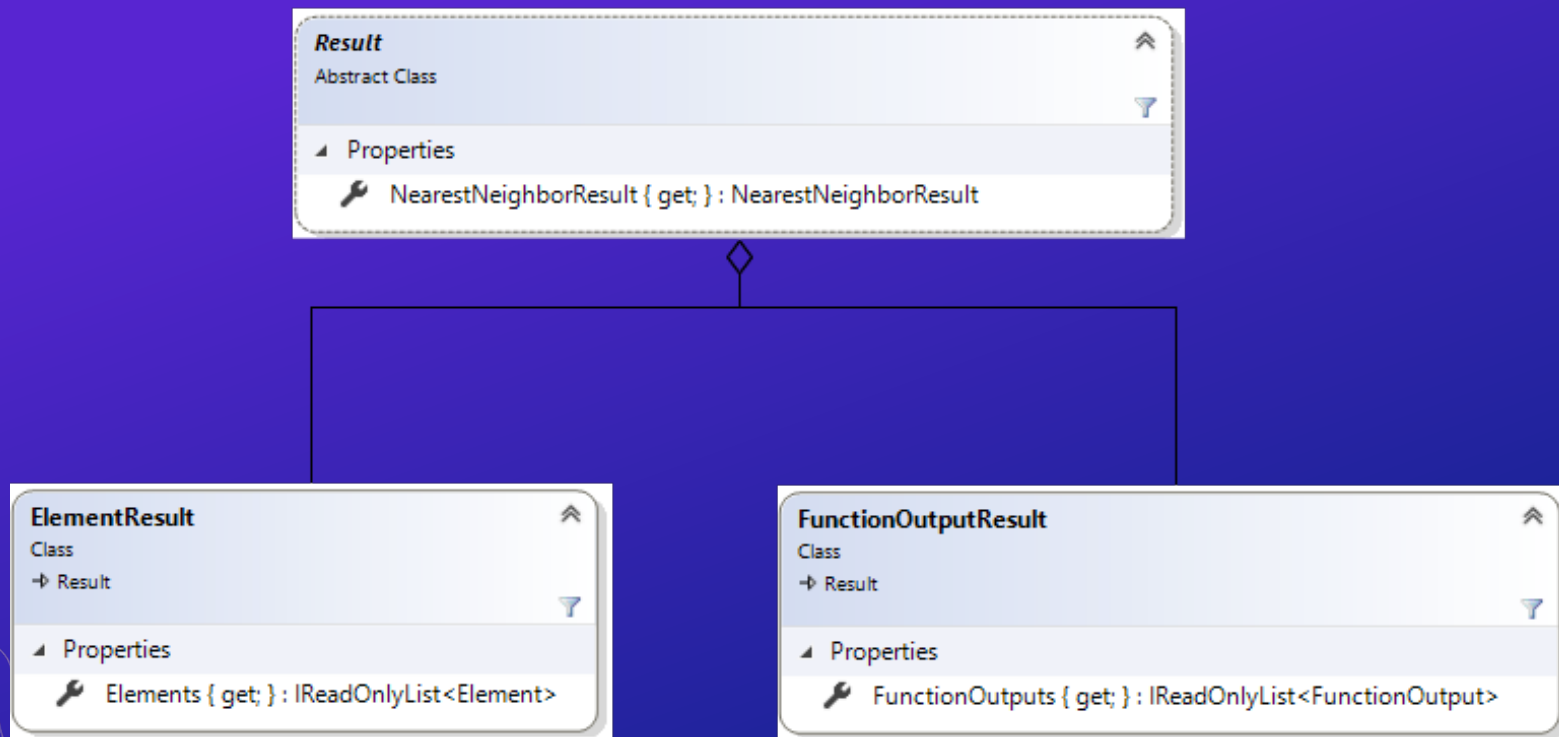 Result
Abstract Class
Properties
NearestNeighborResult { get; } : NearestNeighborResult
ElementResult
Class
Result
Properties
Elements { get; } : IReadOnlyList<Element>
FunctionOutputResult
Class
Result
Properties
FunctionOutputs { get; } : IReadOnlyList<FunctionOutput>